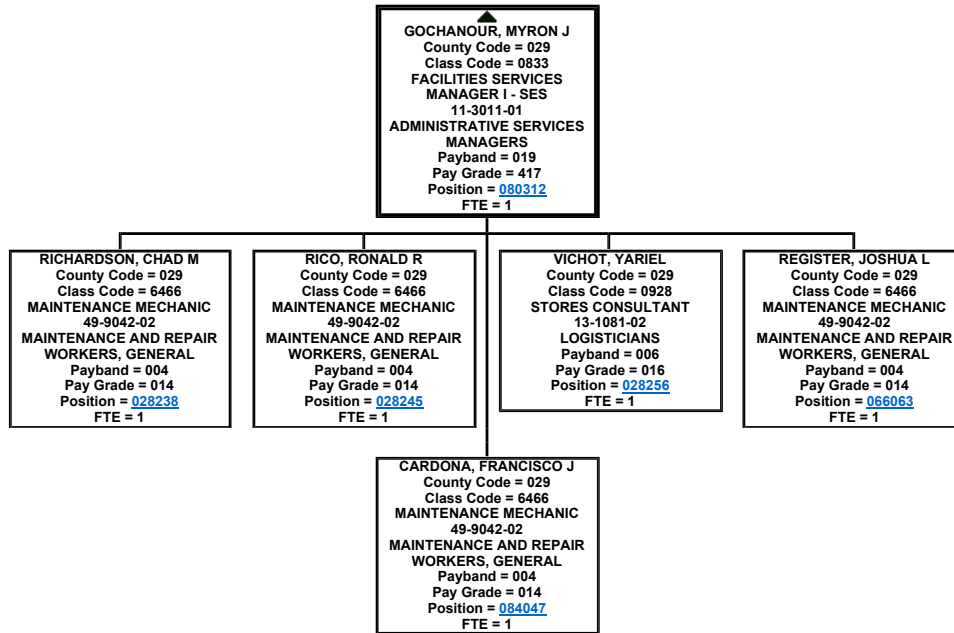 GOCHANOUR, MYRON J
County Code = 029
Class Code = 0833
FACILITIES SERVICES
MANAGER I - SES
11-3011-01
ADMINISTRATIVE SERVICES
MANAGERS
Payband = 019
Pay Grade = 417
Position = 080312
FTE = 1
RICHARDSON, CHAD M
County Code = 029
Class Code = 6466
MAINTENANCE MECHANIC
49-9042-02
MAINTENANCE AND REPAIR
WORKERS, GENERAL
Payband = 004
Pay Grade = 014
Position = 028238
FTE = 1
RICO, RONALD R
County Code = 029
Class Code = 6466
MAINTENANCE MECHANIC
49-9042-02
MAINTENANCE AND REPAIR
WORKERS, GENERAL
Payband = 004
Pay Grade = 014
Position = 028245
FTE = 1
VICHOT, YARIEL
County Code = 029
Class Code = 0928
STORES CONSULTANT
13-1081-02
LOGISTICIANS
Payband = 006
Pay Grade = 016
Position = 028256
FTE = 1
REGISTER, JOSHUA L
County Code = 029
Class Code = 6466
MAINTENANCE MECHANIC
49-9042-02
MAINTENANCE AND REPAIR
WORKERS, GENERAL
Payband = 004
Pay Grade = 014
Position = 066063
FTE = 1
CARDONA, FRANCISCO J
County Code = 029
Class Code = 6466
MAINTENANCE MECHANIC
49-9042-02
MAINTENANCE AND REPAIR
WORKERS, GENERAL
Payband = 004
Pay Grade = 014
Position = 084047
FTE = 1